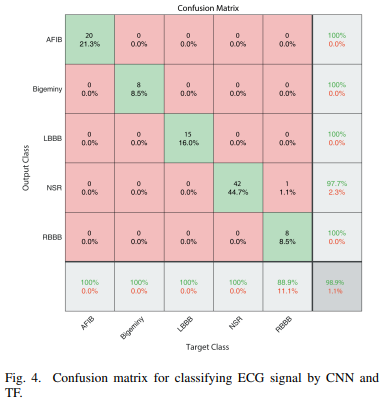 Confusion Matrix
AFIB 20 0 0 0 0 100%
21.3% 0.0% 0.0% 0.0% 0.0% 0.0%
Bigeminy 0 8 0 0 0 100%
0.0% 8.5% 0.0% 0.0% 0.0% 0.0%
LBBB 0 0 15 0 0 100%
0.0% 0.0% 16.0% 0.0% 0.0% 0.0%
NSR 0 0 0 42 1 97.7%
0.0% 0.0% 0.0% 44.7% 1.1% 2.3%
RBBB 0 0 0 0 8 100%
0.0% 0.0% 0.0% 0.0% 8.5% 0.0%
100% 100% 100% 100% 88.9% 98.9%
0.0% 0.0% 0.0% 0.0% 11.1% 1.1%
Output Class
AFIB Bigeminy LBBB NSR RBBB
Target Class
Fig. 4. Confusion matrix for classifying ECG signal by CNN and
TF.